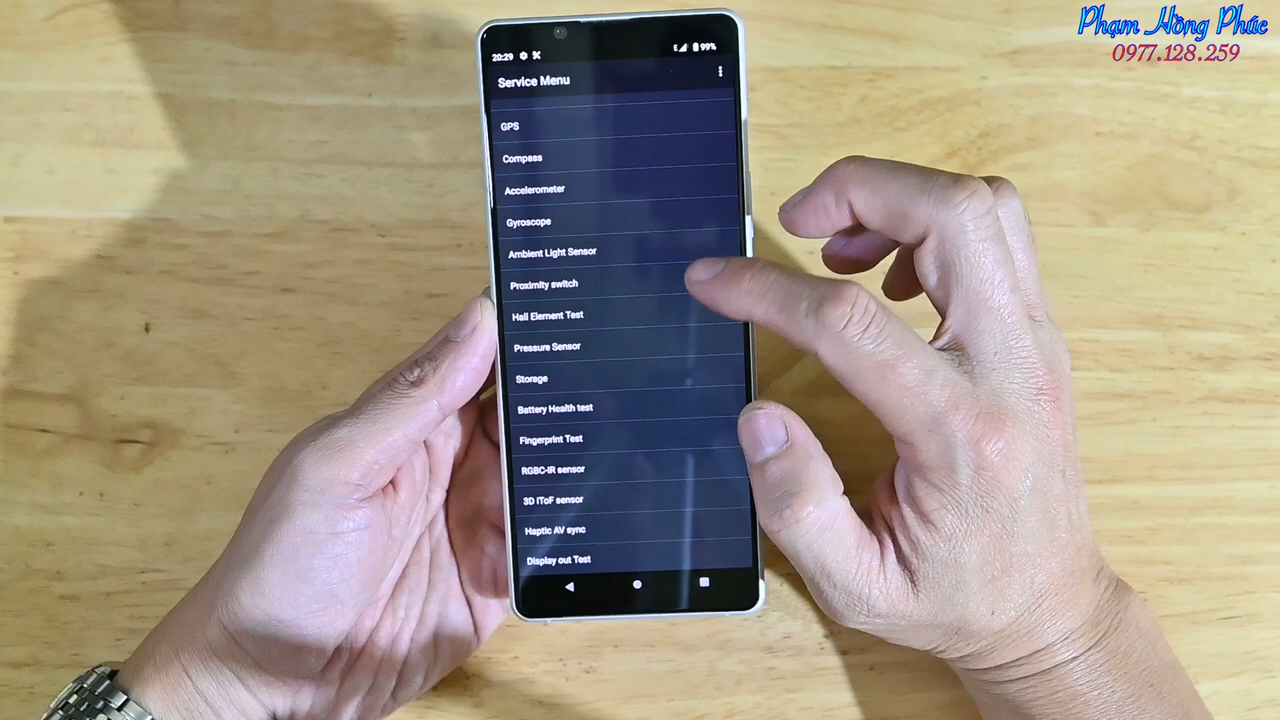 Phạm Hồng Phúc
0977.128.259
20:29
E
99%
Service Menu
GPS
Compass
Accelerometer
Gyroscope
Ambient Light Sensor
Proximity switch
Hall Element Test
Pressure Sensor
Storage
Battery Health test
Fingerprint Test
RGBC-IR sensor
3D iToF sensor
Haptic AV sync
Display out Test